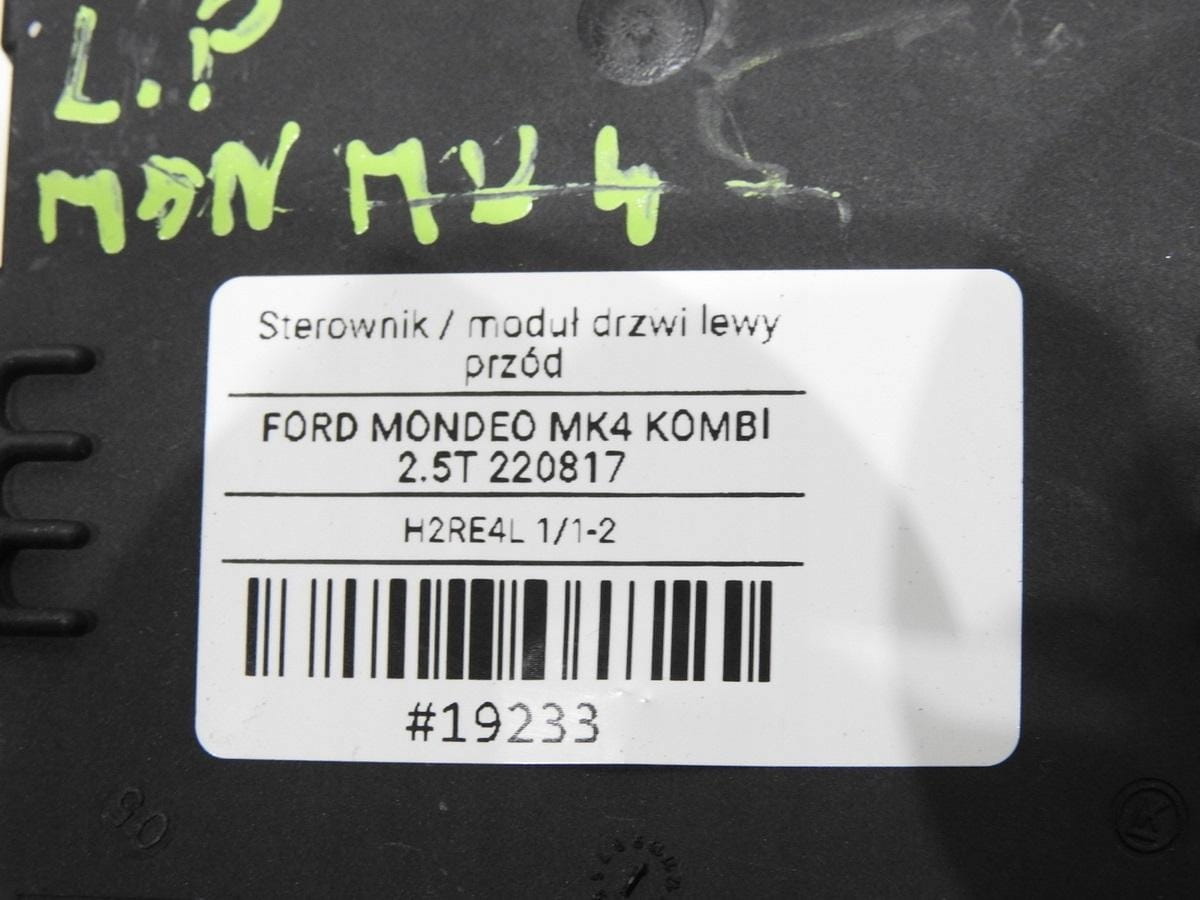 L.P
MON MK4
Sterownik / moduł drzwi lewy
przód
FORD MONDEO MK4 KOMBI
2.5T 220817
H2RE4L 1/1-2
#19233